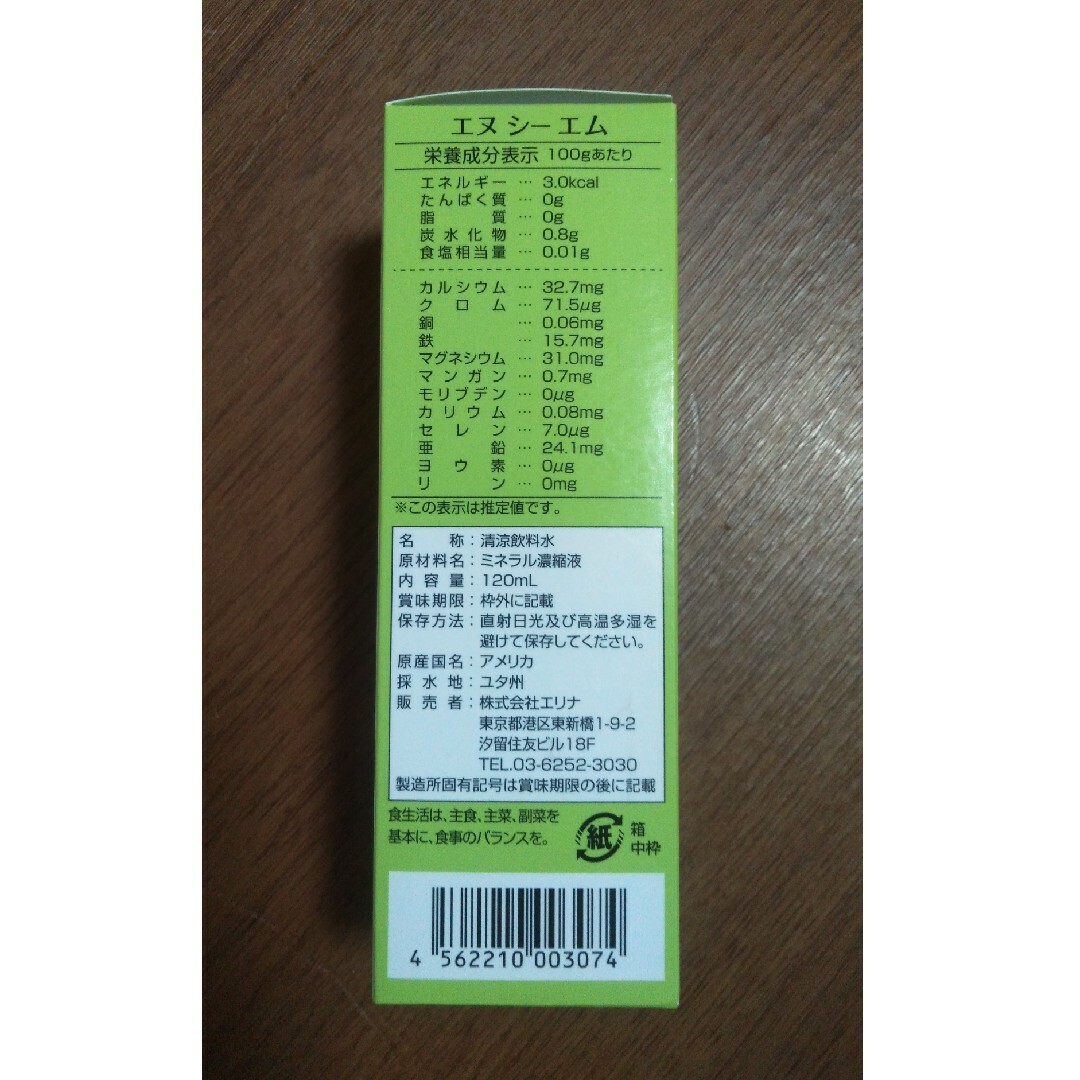 エヌ シー エム
栄養成分表示 100gあたり
エネルギー … 3.0kcal
たんぱく質 … 0g
脂質 … 0g
炭水化物 … 0.8g
食塩相当量 … 0.01g
カルシウム … 32.7mg
クロム … 71.5μg
銅 … 0.06mg
鉄 … 15.7mg
マグネシウム … 31.0mg
マンガン … 0.7mg
モリブデン … 0μg
カリウム … 0.08mg
セレン … 7.0μg
亜鉛 … 24.1mg
ヨウ素 … 0μg
リン … 0mg
※この表示は推定値です。
名称：清涼飲料水
原材料名：ミネラル濃縮液
内容量：120mL
賞味期限：枠外に記載
保存方法：直射日光及び高温多湿を
避けて保存してください。
原産国名：アメリカ
採水地：ユタ州
販売者：株式会社エリナ
東京都港区東新橋1-9-2
汐留住友ビル18F
TEL.03-6252-3030
製造所固有記号は賞味期限の後に記載
食生活は、主食、主菜、副菜を
基本に、食事のバランスを。
紙
箱
中枠
4 562210 003074